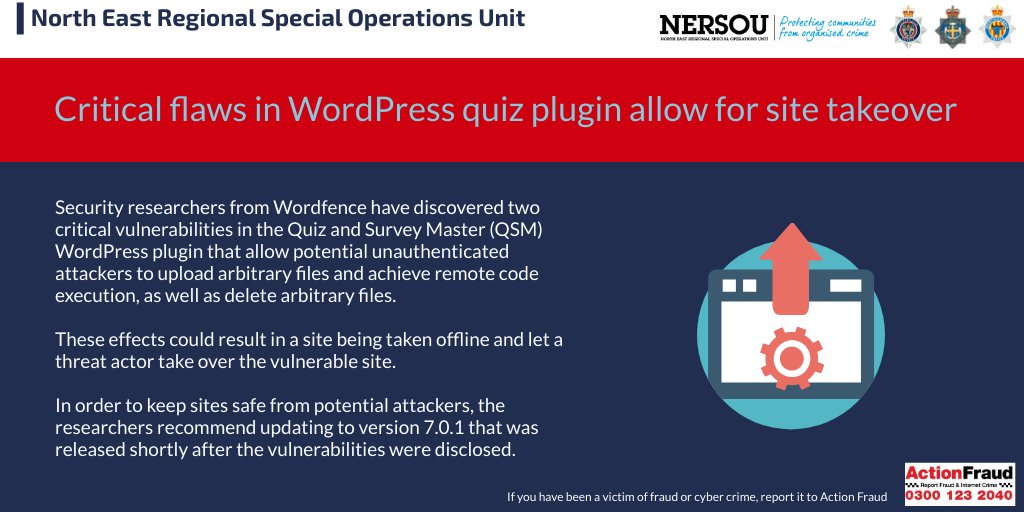 North East Regional Special Operations Unit
NERSOU
NORTH EAST REGIONAL SPECIAL OPERATIONS UNIT
Protecting communities
from organised crime
Critical flaws in WordPress quiz plugin allow for site takeover
Security researchers from Wordfence have discovered two
critical vulnerabilities in the Quiz and Survey Master (QSM)
WordPress plugin that allow potential unauthenticated
attackers to upload arbitrary files and achieve remote code
execution, as well as delete arbitrary files.
These effects could result in a site being taken offline and let a
threat actor take over the vulnerable site.
In order to keep sites safe from potential attackers, the
researchers recommend updating to version 7.0.1 that was
released shortly after the vulnerabilities were disclosed.
If you have been a victim of fraud or cyber crime, report it to Action Fraud
ActionFraud
Report Fraud & Internet Crime
0300 123 2040